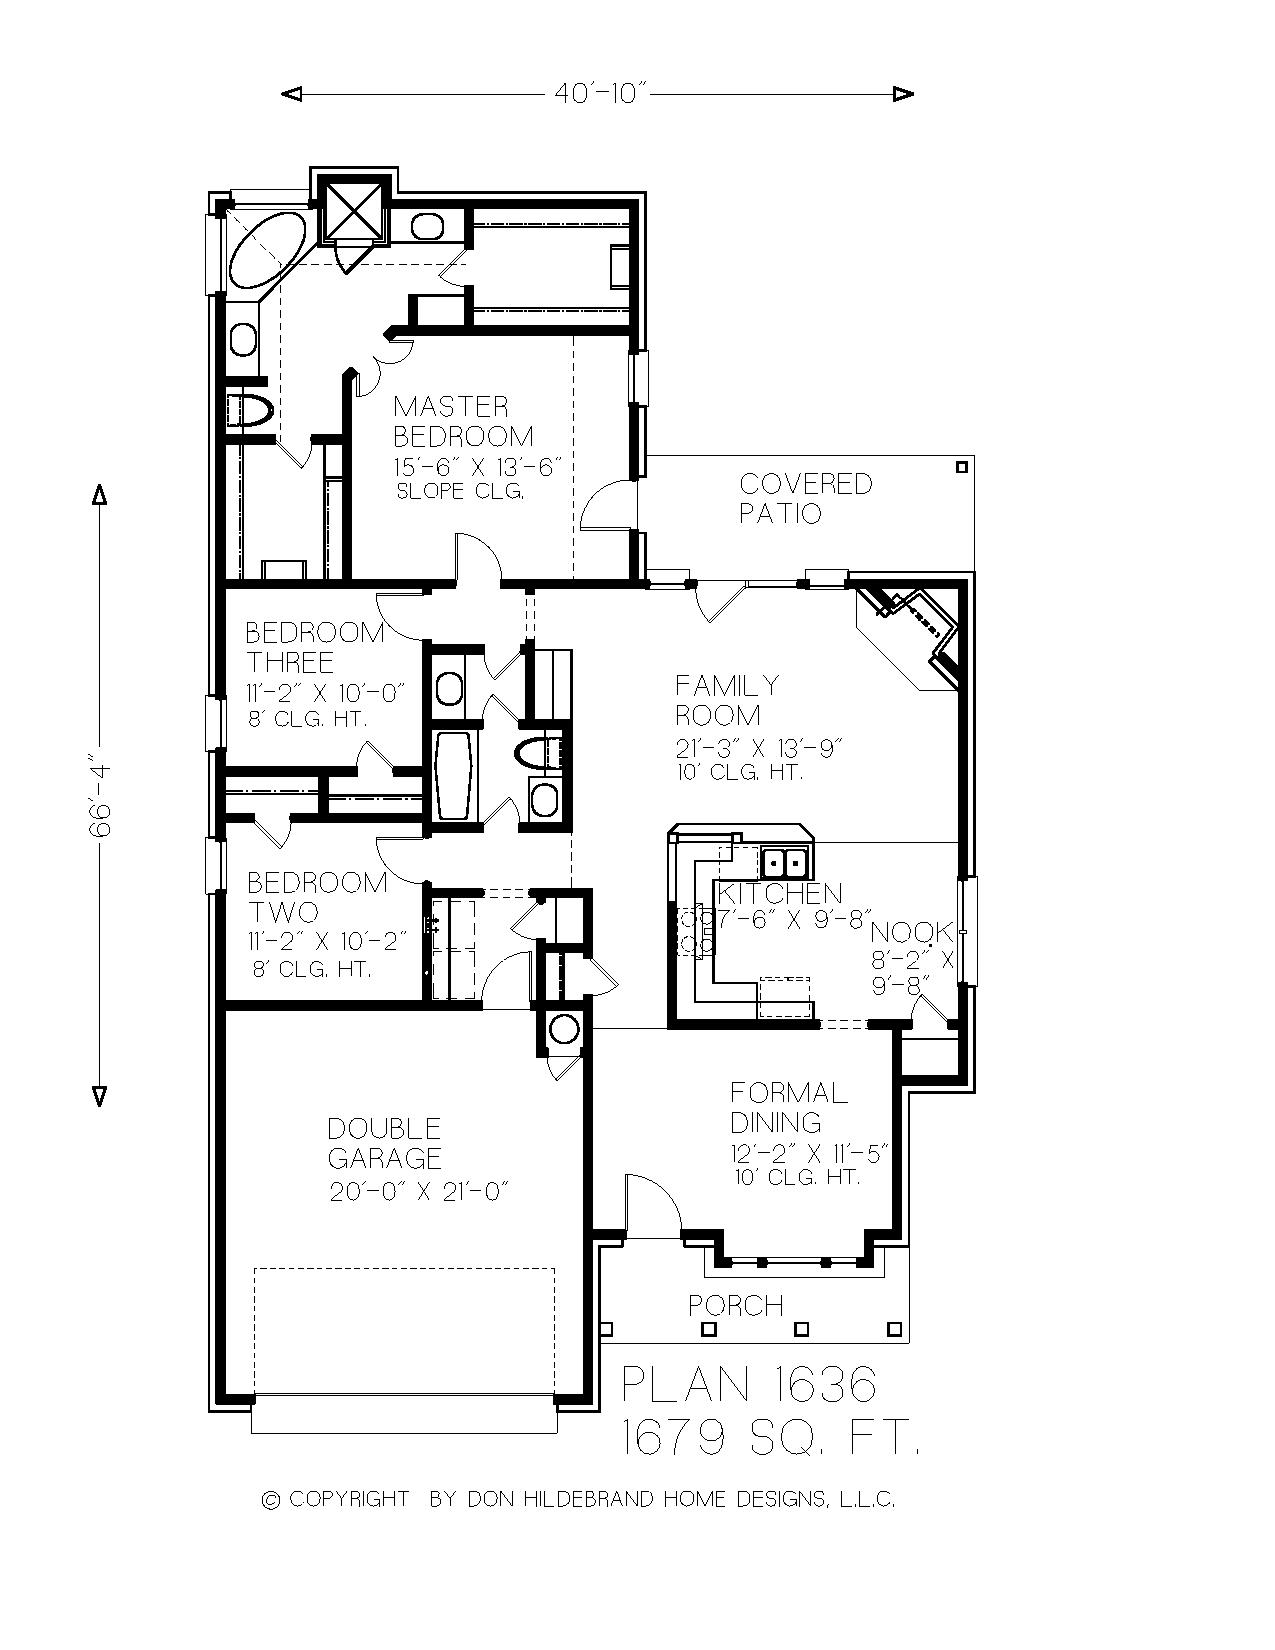 40'-10"
MASTER
BEDROOM
15'-6" X 13'-6"
SLOPE CLG.
COVERED
PATIO
BEDROOM
THREE
11'-2" X 10'-0"
8' CLG. HT.
FAMILY
ROOM
21'-3" X 13'-9"
10' CLG. HT.
66'-4"
BEDROOM
TWO
11'-2" X 10'-2"
8' CLG. HT.
KITCHEN
7'-6" X 9'-8"
NOOK
8'-2" X
9'-8"
FORMAL
DINING
12'-2" X 11'-5"
10' CLG. HT.
DOUBLE
GARAGE
20'-0" X 21'-0"
PORCH
PLAN 1636
1679 SQ. FT.
© COPYRIGHT BY DON HILDEBRAND HOME DESIGNS, L.L.C.